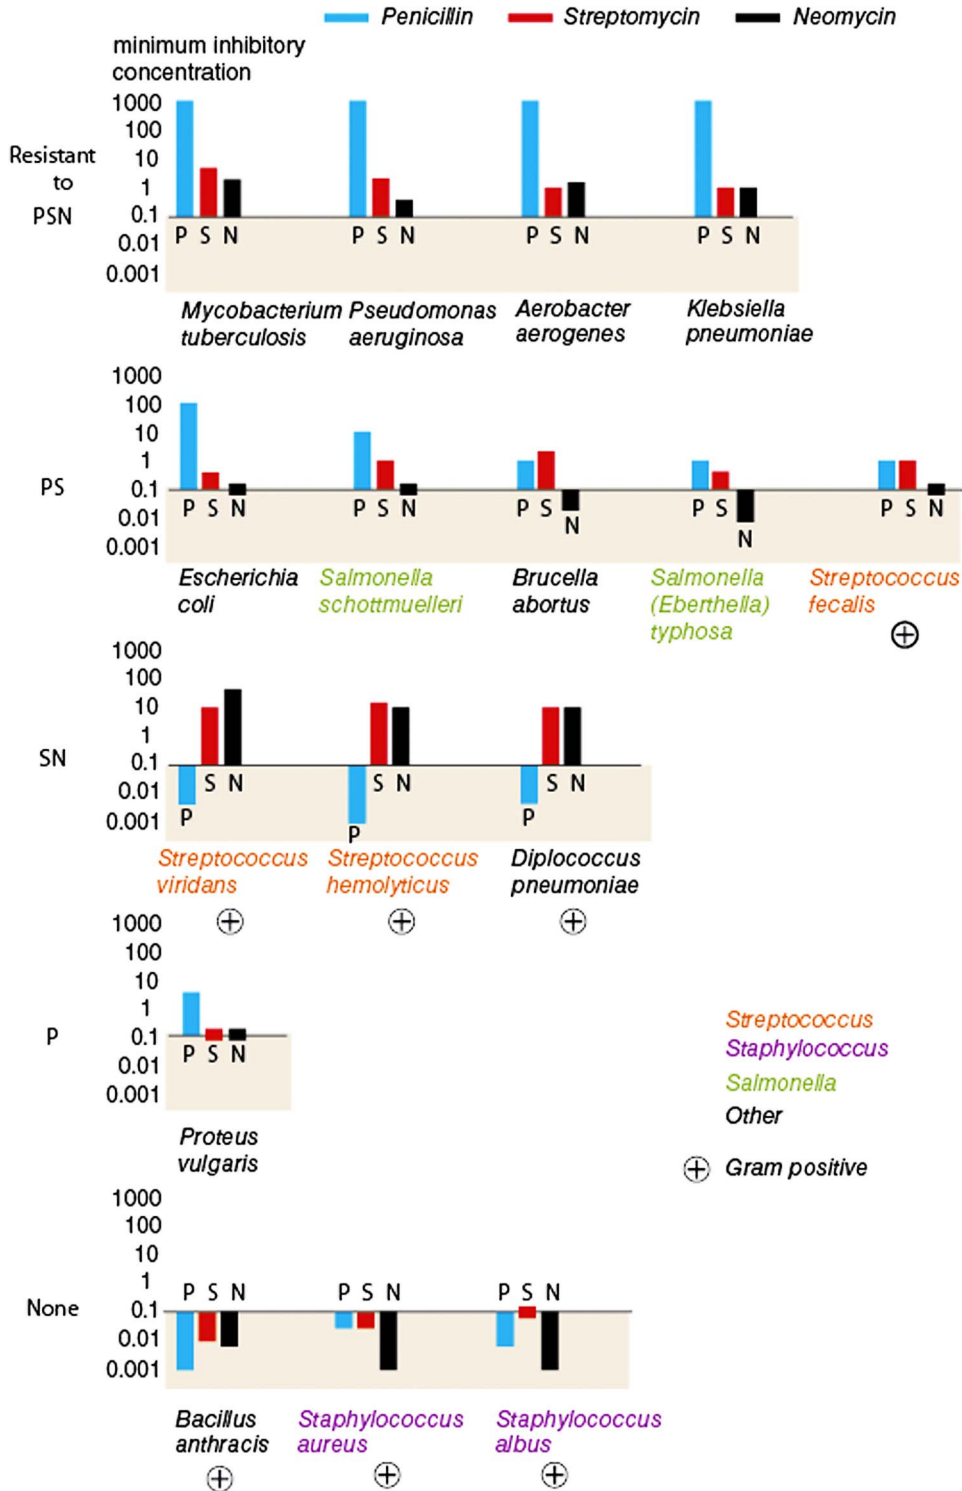 Penicillin Streptomycin Neomycin
minimum inhibitory
concentration
1000
100
10
1
0.1
0.01
0.001
Resistant
to
PSN
P S N P S N P S N P S N
Mycobacterium Pseudomonas Aerobacter Klebsiella
tuberculosis aeruginosa aerogenes pneumoniae
1000
100
10
1
0.1
0.01
0.001
PS
P S N P S N P S N P S N P S N
Escherichia Salmonella Brucella Salmonella Streptococcus
coli schottmuelleri abortus (Eberthella) fecalis
typhosa
1000
100
10
1
0.1
0.01
0.001
SN
S N S N S N
P P P
Streptococcus Streptococcus Diplococcus
viridans hemolyticus pneumoniae
1000
100
10
1
0.1
0.01
0.001
P
P S N
Proteus
vulgaris
Streptococcus
Staphylococcus
Salmonella
Other
Gram positive
1000
100
10
1
0.1
0.01
0.001
None
P S N P S N P S N
Bacillus Staphylococcus Staphylococcus
anthracis aureus albus